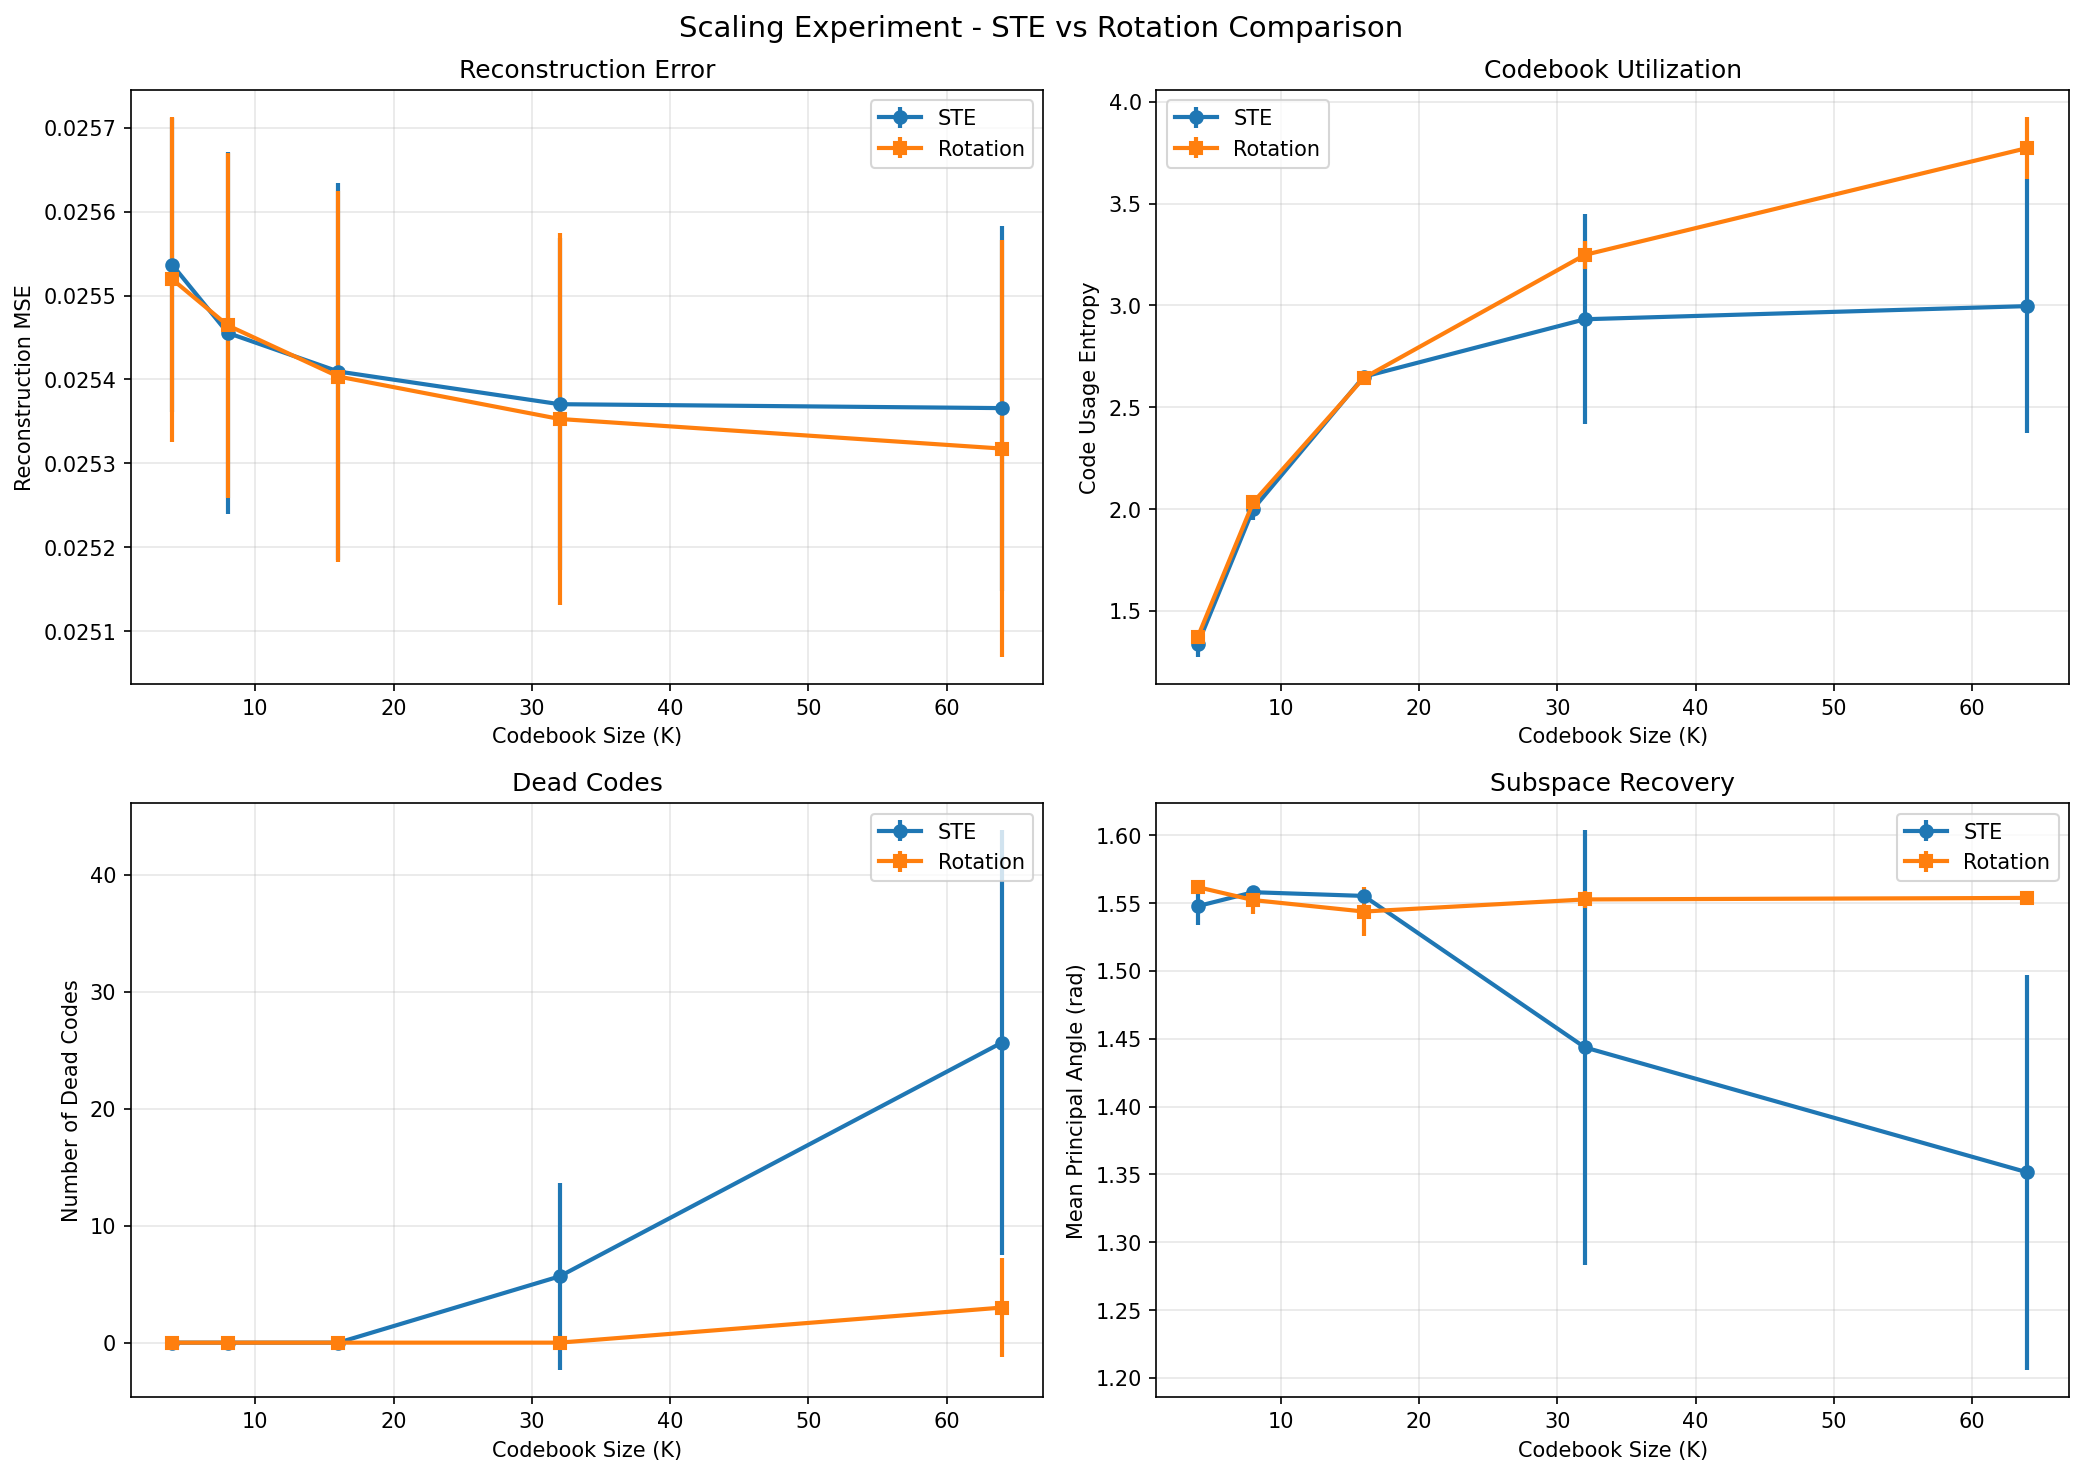 Scaling Experiment - STE vs Rotation Comparison
Reconstruction Error
Reconstruction MSE
0.0257
0.0256
0.0255
0.0254
0.0253
0.0252
0.0251
STE
Rotation
10 20 30 40 50 60
Codebook Size (K)
Codebook Utilization
Code Usage Entropy
4.0
3.5
3.0
2.5
2.0
1.5
STE
Rotation
10 20 30 40 50 60
Codebook Size (K)
Dead Codes
Number of Dead Codes
40
30
20
10
0
STE
Rotation
10 20 30 40 50 60
Codebook Size (K)
Subspace Recovery
Mean Principal Angle (rad)
1.60
1.55
1.50
1.45
1.40
1.35
1.30
1.25
1.20
STE
Rotation
10 20 30 40 50 60
Codebook Size (K)